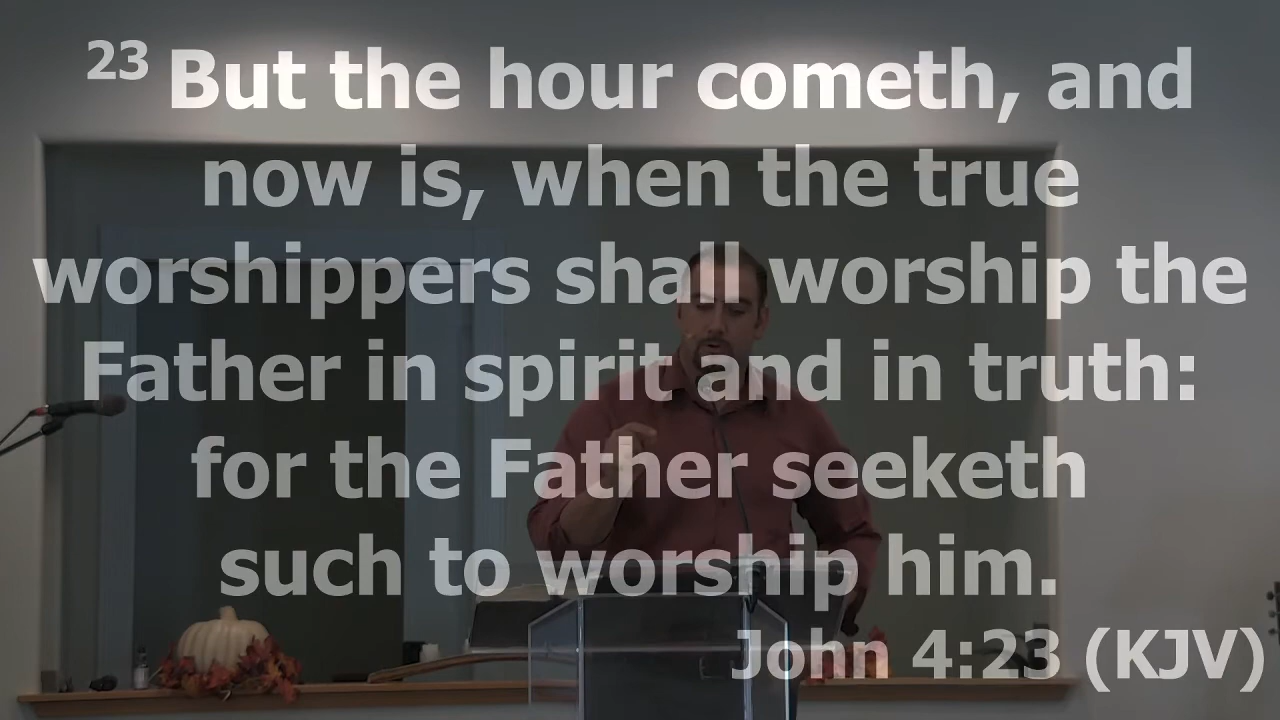 23 But the hour cometh, and
now is, when the true
worshippers shall worship the
Father in spirit and in truth:
for the Father seeketh
such to worship him.
John 4:23 (KJV)